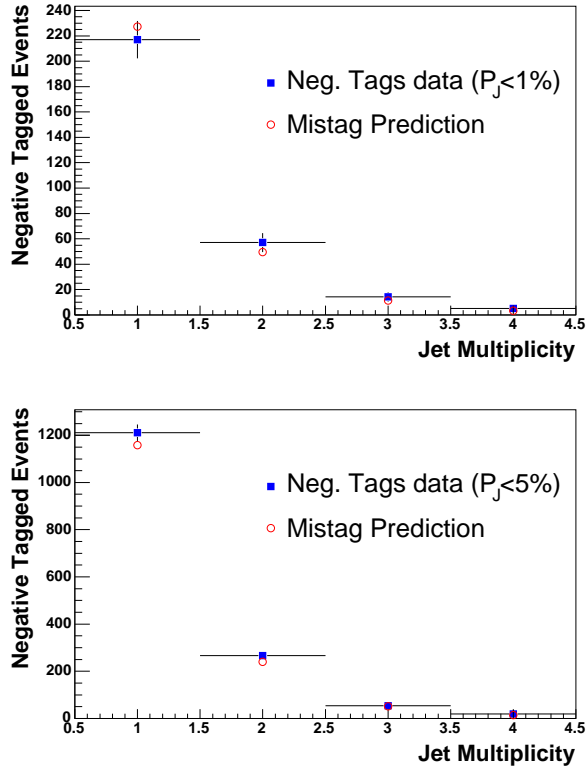 240
220
200
180
160
140
120
100
80
60
40
20
0
Negative Tagged Events
Neg. Tags data (P_J<1%)
Mistag Prediction
0.5 1 1.5 2 2.5 3 3.5 4 4.5
Jet Multiplicity
1200
1000
800
600
400
200
0
Negative Tagged Events
Neg. Tags data (P_J<5%)
Mistag Prediction
0.5 1 1.5 2 2.5 3 3.5 4 4.5
Jet Multiplicity